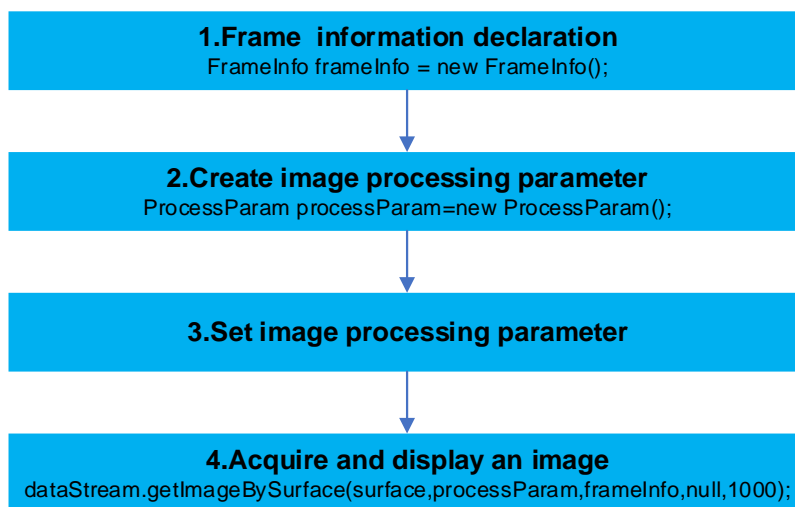 1.Frame information declaration
FrameInfo frameInfo = new FrameInfo();
2.Create image processing parameter
ProcessParam processParam=new ProcessParam();
3.Set image processing parameter
4.Acquire and display an image
dataStream.getImageBySurface(surface,processParam,frameInfo,null,1000);